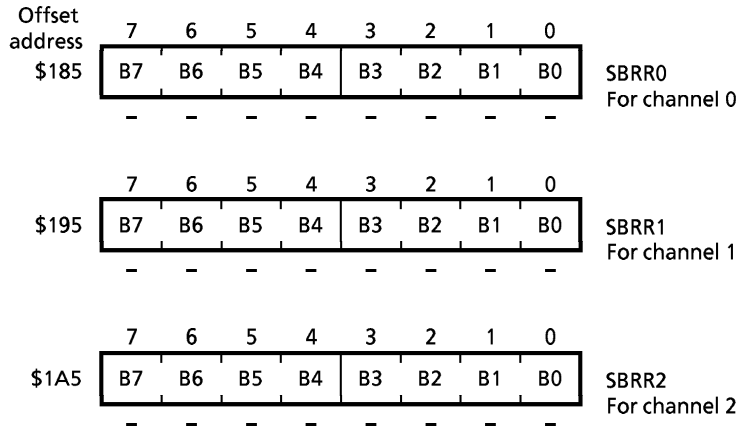 Offset
address
7 6 5 4 3 2 1 0
$185 B7 B6 B5 B4 B3 B2 B1 B0 SBRR0
For channel 0
– – – – – – – –
7 6 5 4 3 2 1 0
$195 B7 B6 B5 B4 B3 B2 B1 B0 SBRR1
For channel 1
– – – – – – – –
7 6 5 4 3 2 1 0
$1A5 B7 B6 B5 B4 B3 B2 B1 B0 SBRR2
For channel 2
– – – – – – – –